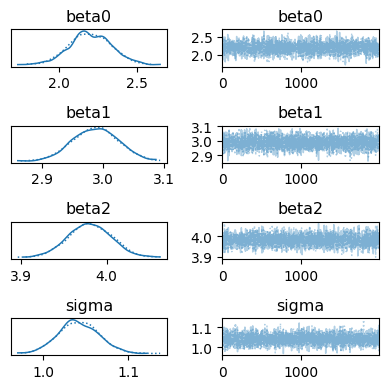 beta0 beta0
2.5
2.0
2.0 2.5 0 1000
beta1 beta1
3.1
3.0
2.9
2.9 3.0 3.1 0 1000
beta2 beta2
4.0
3.9
3.9 4.0 0 1000
sigma sigma
1.1
1.0
1.0 1.1 0 1000